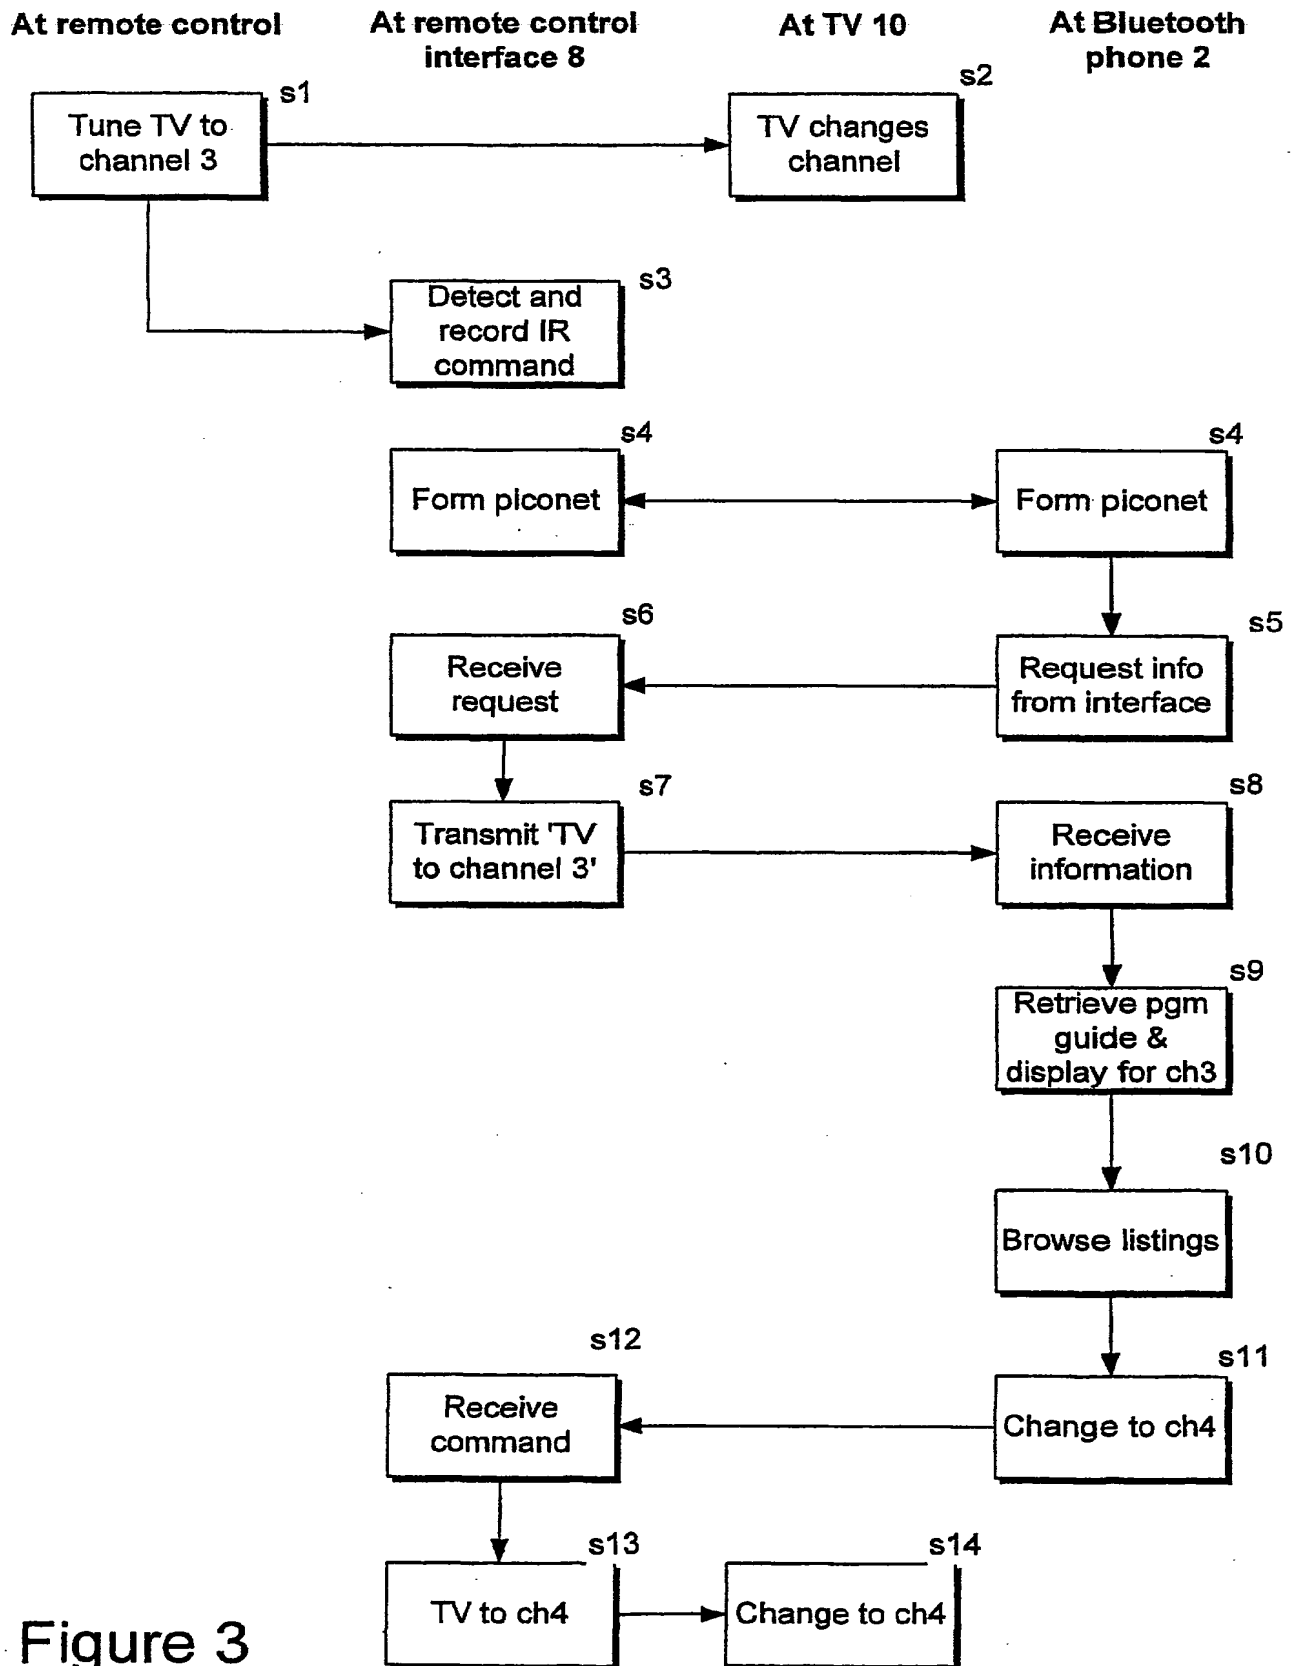 At remote control
At remote control
interface 8
At TV 10
At Bluetooth
phone 2
s1
s2
Tune TV to
channel 3
TV changes
channel
s3
Detect and
record IR
command
s4
s4
Form piconet
Form piconet
s6
s5
Receive
request
Request info
from interface
s7
s8
Transmit 'TV
to channel 3'
Receive
information
s9
Retrieve pgm
guide &
display for ch3
s10
Browse listings
s12
s11
Receive
command
Change to ch4
s13
s14
TV to ch4
Change to ch4
Figure 3